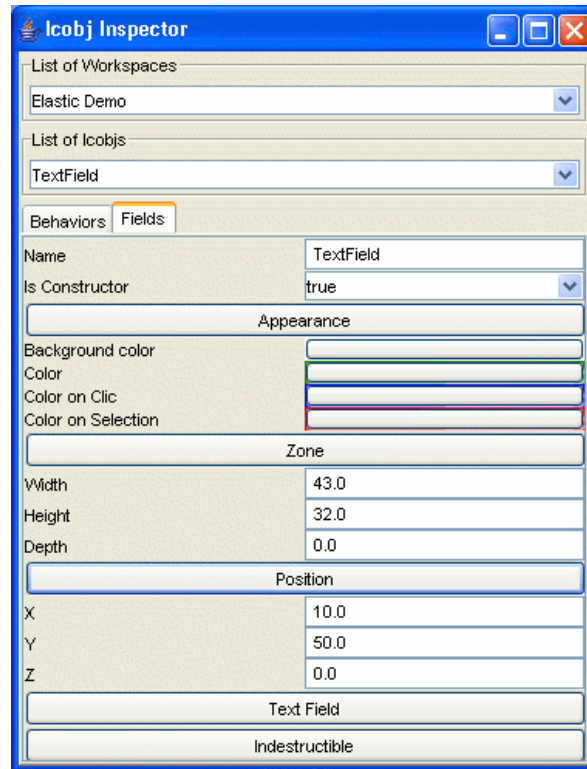 Icobj Inspector
List of Workspaces
Elastic Demo
List of Icobjs
TextField
Behaviors Fields
Name TextField
Is Constructor true
Appearance
Background color
Color
Color on Clic
Color on Selection
Zone
Width 43.0
Height 32.0
Depth 0.0
Position
X 10.0
Y 50.0
Z 0.0
Text Field
Indestructible